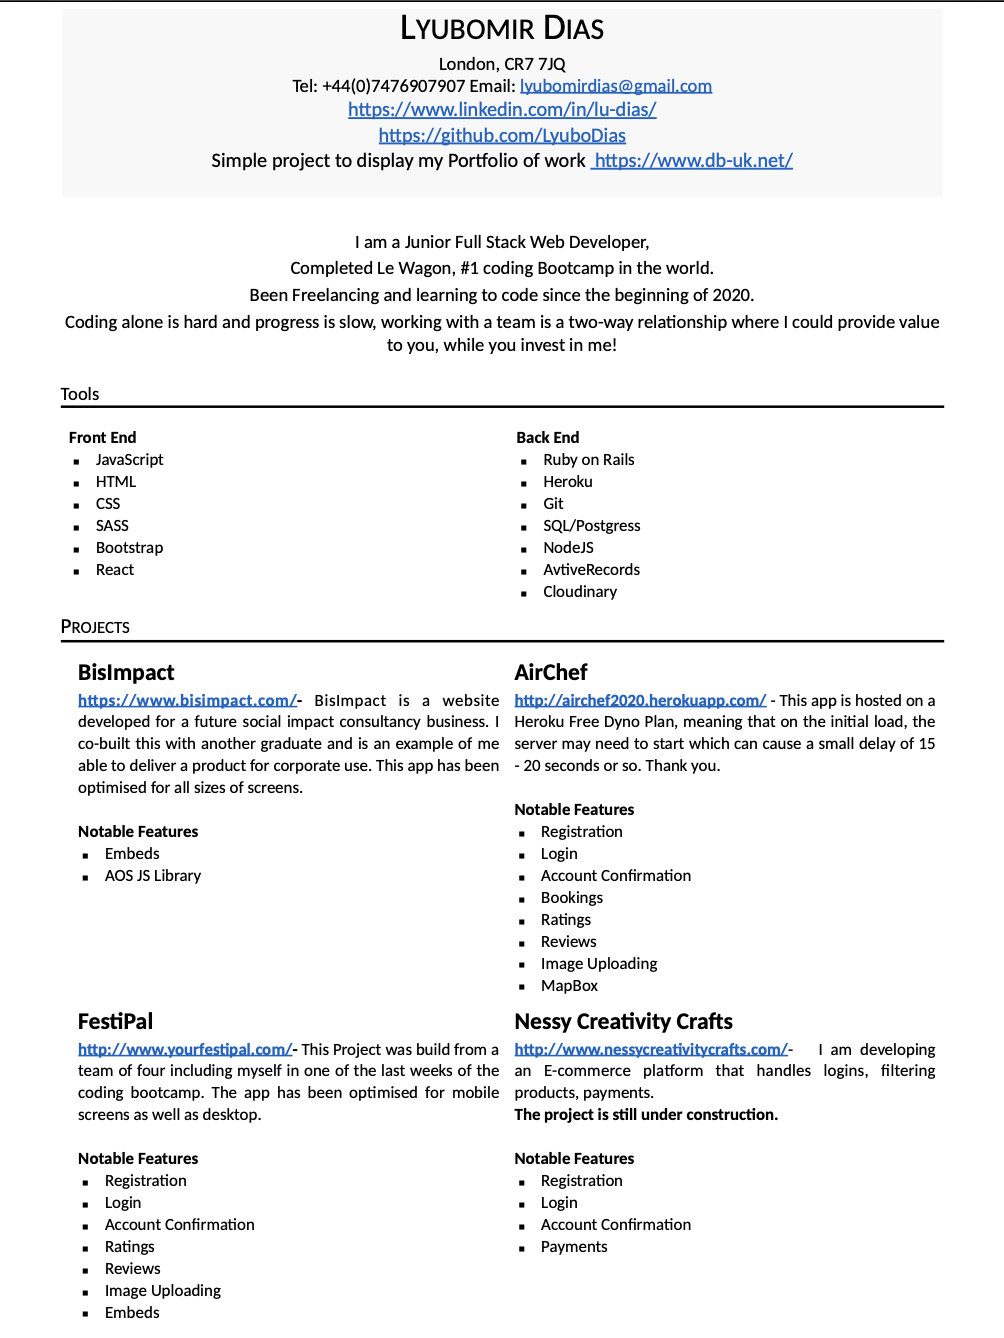 Lyubomir Dias
London, CR7 7JQ
Tel: +44(0)7476907907 Email: lyubomirdias@gmail.com
https://www.linkedin.com/in/lu-dias/
https://github.com/LyuboDias
Simple project to display my Portfolio of work https://www.db-uk.net/
I am a Junior Full Stack Web Developer,
Completed Le Wagon, #1 coding Bootcamp in the world.
Been Freelancing and learning to code since the beginning of 2020.
Coding alone is hard and progress is slow, working with a team is a two-way relationship where I could provide value
to you, while you invest in me!
Tools
Front End
▪ JavaScript
▪ HTML
▪ CSS
▪ SASS
▪ Bootstrap
▪ React
Back End
▪ Ruby on Rails
▪ Heroku
▪ Git
▪ SQL/Postgress
▪ NodeJS
▪ AvtiveRecords
▪ Cloudinary
Projects
BisImpact
https://www.bisimpact.com/- BisImpact is a website
developed for a future social impact consultancy business. I
co-built this with another graduate and is an example of me
able to deliver a product for corporate use. This app has been
optimised for all sizes of screens.
Notable Features
▪ Embeds
▪ AOS JS Library
AirChef
http://airchef2020.herokuapp.com/ - This app is hosted on a
Heroku Free Dyno Plan, meaning that on the initial load, the
server may need to start which can cause a small delay of 15
- 20 seconds or so. Thank you.
Notable Features
▪ Registration
▪ Login
▪ Account Confirmation
▪ Bookings
▪ Ratings
▪ Reviews
▪ Image Uploading
▪ MapBox
FestiPal
http://www.yourfestipal.com/- This Project was build from a
team of four including myself in one of the last weeks of the
coding bootcamp. The app has been optimised for mobile
screens as well as desktop.
Notable Features
▪ Registration
▪ Login
▪ Account Confirmation
▪ Ratings
▪ Reviews
▪ Image Uploading
▪ Embeds
Nessy Creativity Crafts
http://www.nessycreativitycrafts.com/- I am developing
an E-commerce platform that handles logins, filtering
products, payments.
The project is still under construction.
Notable Features
▪ Registration
▪ Login
▪ Account Confirmation
▪ Payments